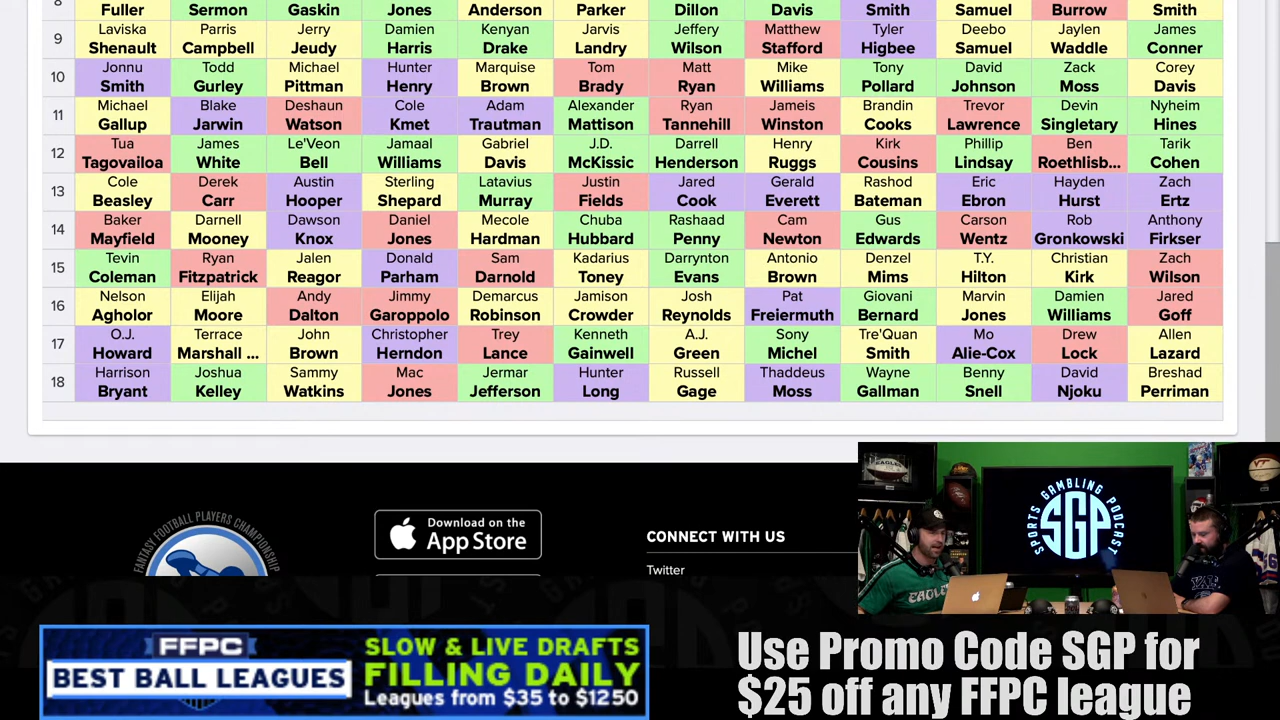 8 Fuller Sermon Gaskin Jones Anderson Parker Dillon Davis Smith Samuel Burrow Smith
Laviska Parris Jerry Damien Kenyan Jarvis Jeffery Matthew Tyler Deebo Jaylen James
9 Shenault Campbell Jeudy Harris Drake Landry Wilson Stafford Higbee Samuel Waddle Conner
Jonnu Todd Michael Hunter Marquise Tom Matt Mike Tony David Zack Corey
10 Smith Gurley Pittman Henry Brown Brady Ryan Williams Pollard Johnson Moss Davis
Michael Blake Deshaun Cole Adam Alexander Ryan Jameis Brandin Trevor Devin Nyheim
11 Gallup Jarwin Watson Kmet Trautman Mattison Tannehill Winston Cooks Lawrence Singletary Hines
Tua James Le'Veon Jamaal Gabriel J.D. Darrell Henry Kirk Phillip Ben Tarik
12 Tagovailoa White Bell Williams Davis McKissic Henderson Ruggs Cousins Lindsay Roethlisb... Cohen
Cole Derek Austin Sterling Latavius Justin Jared Gerald Rashod Eric Hayden Zach
13 Beasley Carr Hooper Shepard Murray Fields Cook Everett Bateman Ebron Hurst Ertz
Baker Darnell Dawson Daniel Mecole Chuba Rashaad Cam Gus Carson Rob Anthony
14 Mayfield Mooney Knox Jones Hardman Hubbard Penny Newton Edwards Wentz Gronkowski Firkser
Tevin Ryan Jalen Donald Sam Kadarius Darrynton Antonio Denzel T.Y. Christian Zach
15 Coleman Fitzpatrick Reagor Parham Darnold Toney Evans Brown Mims Hilton Kirk Wilson
Nelson Elijah Andy Jimmy Demarcus Jamison Josh Pat Giovani Marvin Damien Jared
16 Agholor Moore Dalton Garoppolo Robinson Crowder Reynolds Freiermuth Bernard Jones Williams Goff
O.J. Terrace John Christopher Trey Kenneth A.J. Sony Tre'Quan Mo Drew Allen
17 Howard Marshall ... Brown Herndon Lance Gainwell Green Michel Smith Alie-Cox Lock Lazard
Harrison Joshua Sammy Mac Jermar Hunter Russell Thaddeus Wayne Benny David Breshad
18 Bryant Kelley Watkins Jones Jefferson Long Gage Moss Gallman Snell Njoku Perriman
FANTASY FOOTBALL PLAYERS CHAMPIONSHIP
Download on the
App Store
CONNECT WITH US
Twitter
SPORTS GAMBLING PODCAST
SGP
EAGLES
FFPC
BEST BALL LEAGUES
SLOW & LIVE DRAFTS
FILLING DAILY
Leagues from $35 to $1250
Use Promo Code SGP for
$25 off any FFPC league